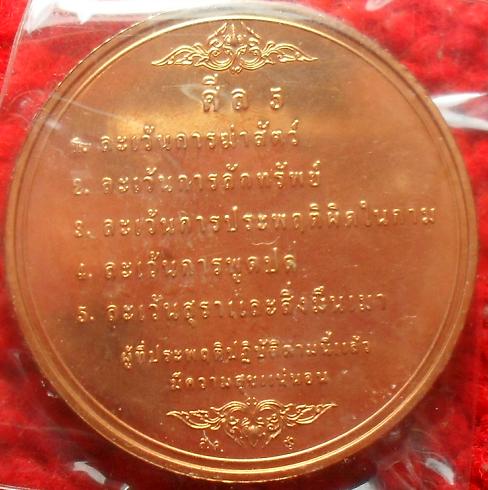 ศีล ๕
๑. ละเว้นการฆ่าสัตว์
๒. ละเว้นการลักทรัพย์
๓. ละเว้นการประพฤติผิดในกาม
๔. ละเว้นการพูดปด
๕. ละเว้นสุราและสิ่งมึนเมา
ผู้ที่ประพฤติปฏิบัติตามนี้แล้ว
มีความสุขแน่นอน